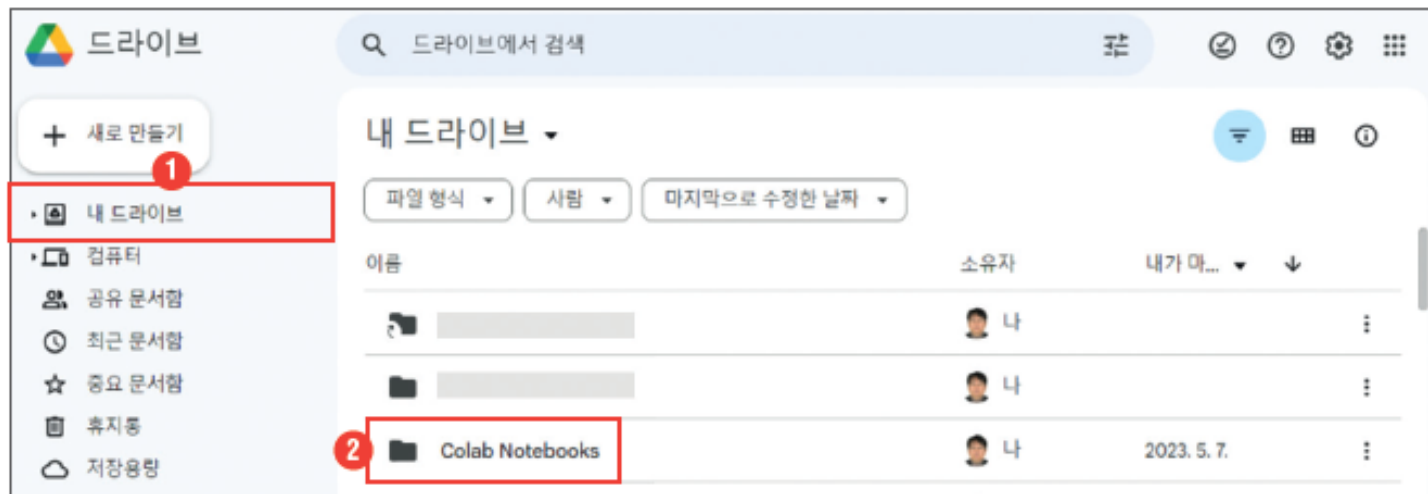 드라이브
드라이브에서 검색
새로 만들기
1
내 드라이브
컴퓨터
공유 문서함
최근 문서함
중요 문서함
휴지통
저장용량
내 드라이브
파일 형식 사람 마지막으로 수정한 날짜
이름 소유자 내가 마...
나
나
2 Colab Notebooks 나 2023. 5. 7.